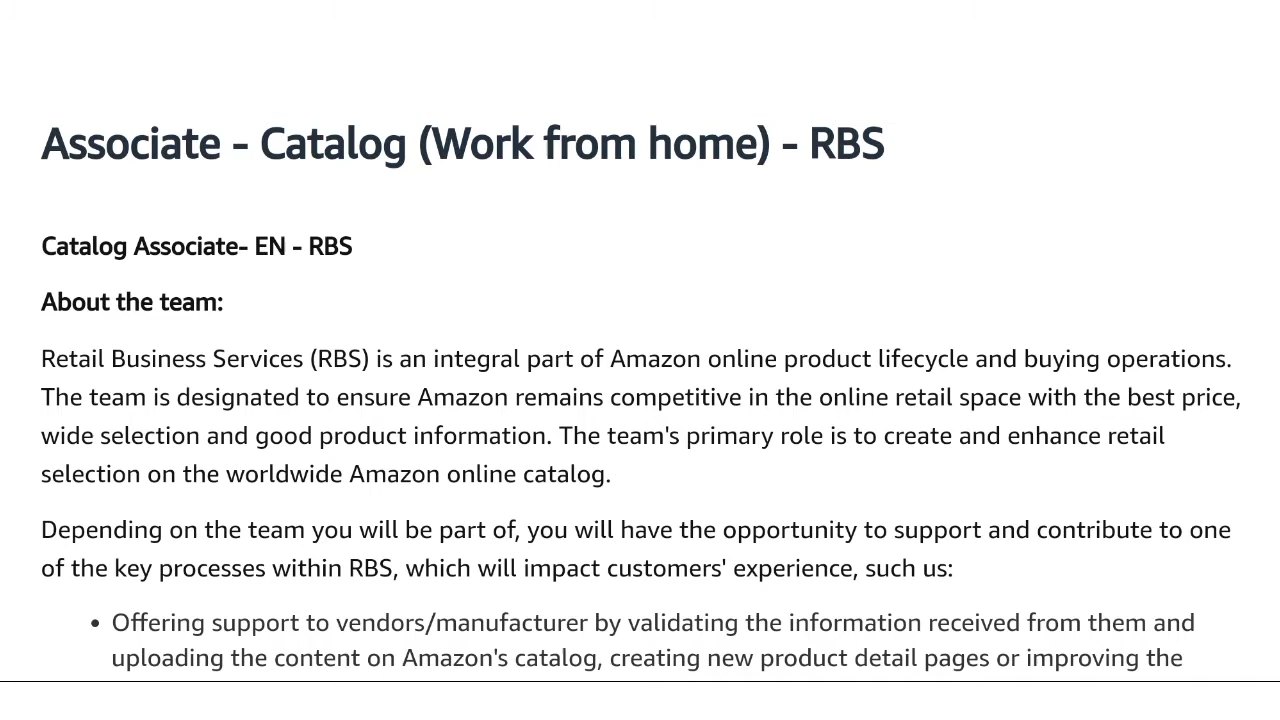 Associate - Catalog (Work from home) - RBS
Catalog Associate- EN - RBS
About the team:
Retail Business Services (RBS) is an integral part of Amazon online product lifecycle and buying operations.
The team is designated to ensure Amazon remains competitive in the online retail space with the best price,
wide selection and good product information. The team's primary role is to create and enhance retail
selection on the worldwide Amazon online catalog.
Depending on the team you will be part of, you will have the opportunity to support and contribute to one
of the key processes within RBS, which will impact customers' experience, such us:
• Offering support to vendors/manufacturer by validating the information received from them and
uploading the content on Amazon's catalog, creating new product detail pages or improving the